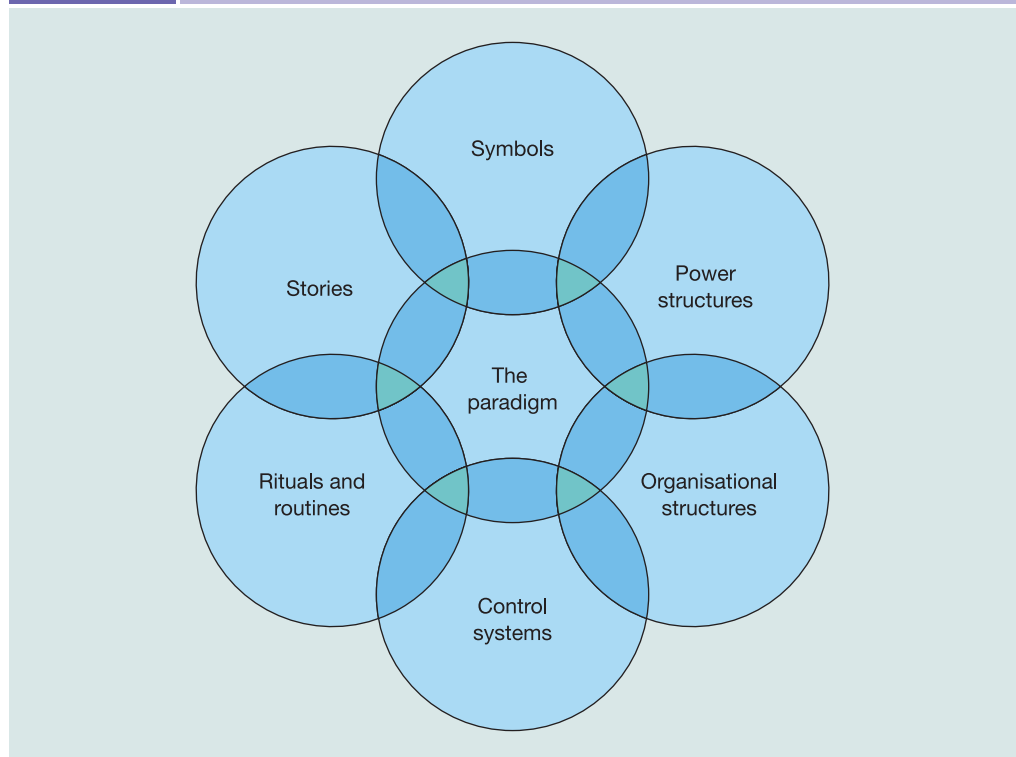 Symbols
Stories
Power
structures
The
paradigm
Rituals and
routines
Organisational
structures
Control
systems